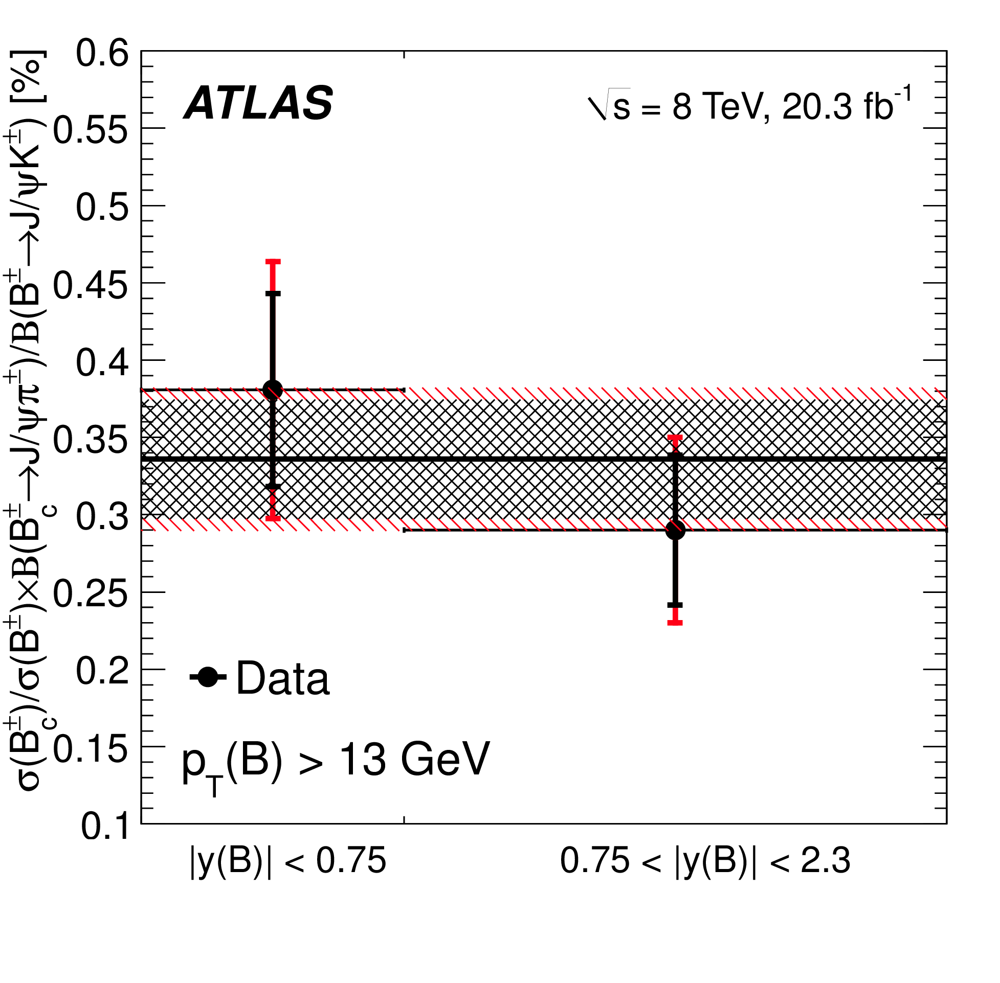 σ(B±c)/σ(B±)×B(B±c→J/ψπ±)/B(B±→J/ψK±) [%]
0.6
0.55
0.5
0.45
0.4
0.35
0.3
0.25
0.2
0.15
0.1
ATLAS
√s = 8 TeV, 20.3 fb-1
Data
pT(B) > 13 GeV
|y(B)| < 0.75
0.75 < |y(B)| < 2.3